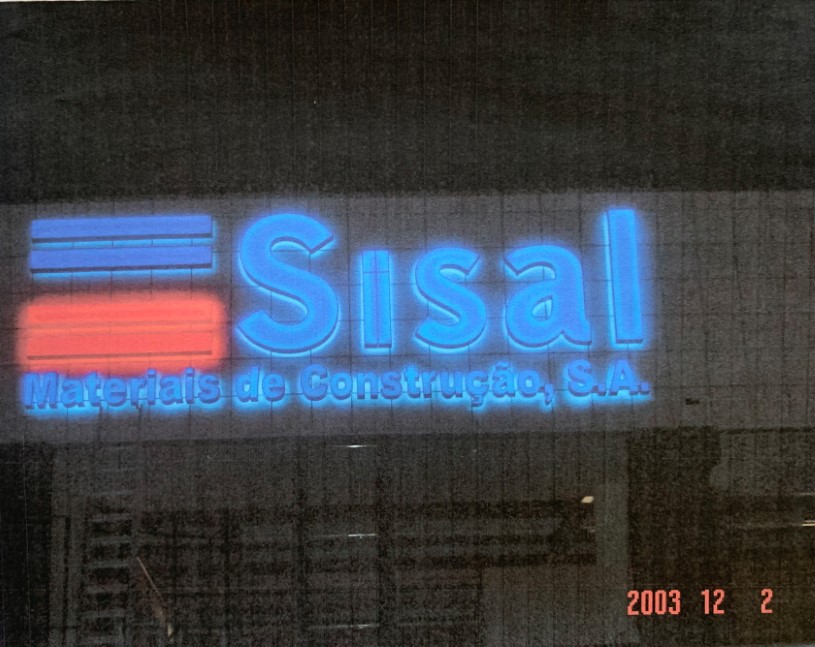 Sisal
Materiais de Construção, S.A.
2003 12 2